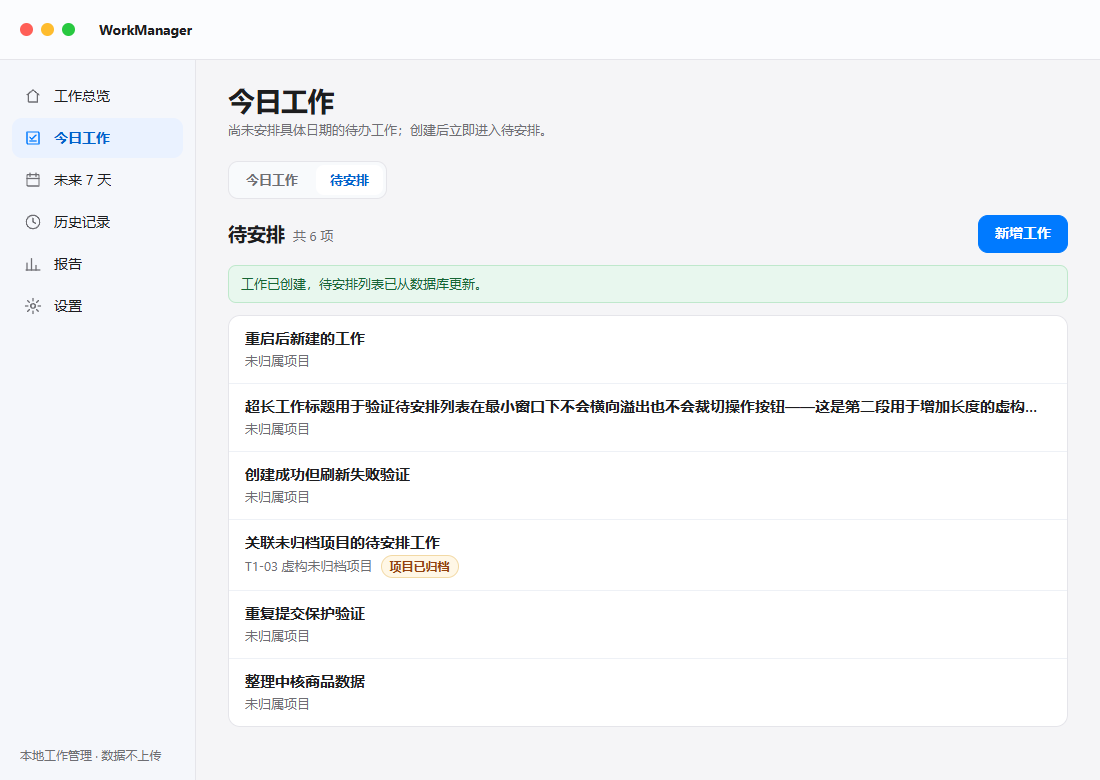 WorkManager
工作总览
今日工作
未来 7 天
历史记录
报告
设置
本地工作管理 · 数据不上传
今日工作
尚未安排具体日期的待办工作；创建后立即进入待安排。
今日工作 待安排
待安排 共 6 项
新增工作
工作已创建，待安排列表已从数据库更新。
重启后新建的工作
未归属项目
超长工作标题用于验证待安排列表在最小窗口下不会横向溢出也不会裁切操作按钮——这是第二段用于增加长度的虚构...
未归属项目
创建成功但刷新失败验证
未归属项目
关联未归档项目的待安排工作
T1-03 虚构未归档项目 项目已归档
重复提交保护验证
未归属项目
整理中核商品数据
未归属项目